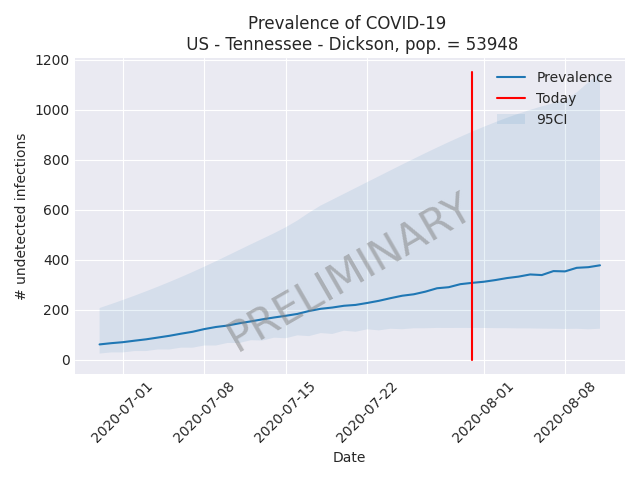 Prevalence of COVID-19
US - Tennessee - Dickson, pop. = 53948
1200
1000
800
600
400
200
0
# undetected infections
Prevalence
Today
95CI
PRELIMINARY
2020-07-01
2020-07-08
2020-07-15
2020-07-22
2020-08-01
2020-08-08
Date